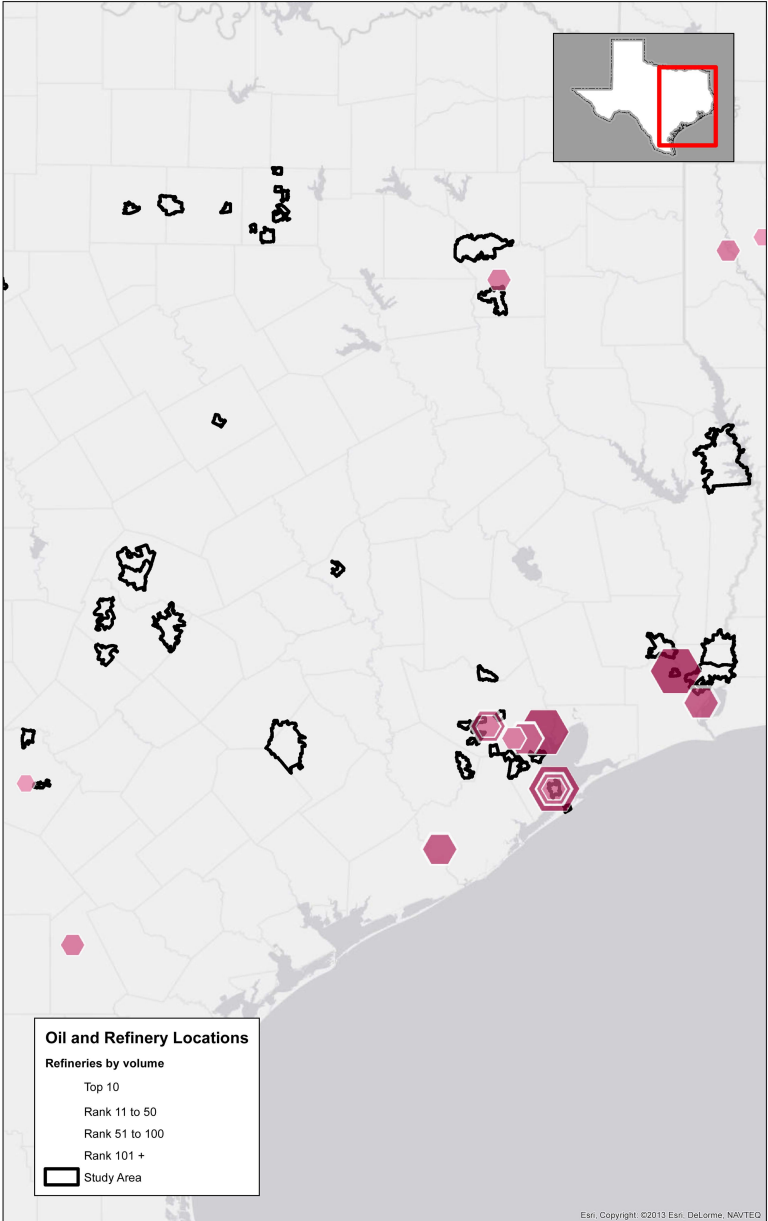 Oil and Refinery Locations
Refineries by volume
Top 10
Rank 11 to 50
Rank 51 to 100
Rank 101 +
Study Area
Esri, Copyright: ©2013 Esri, DeLorme, NAVTEQ